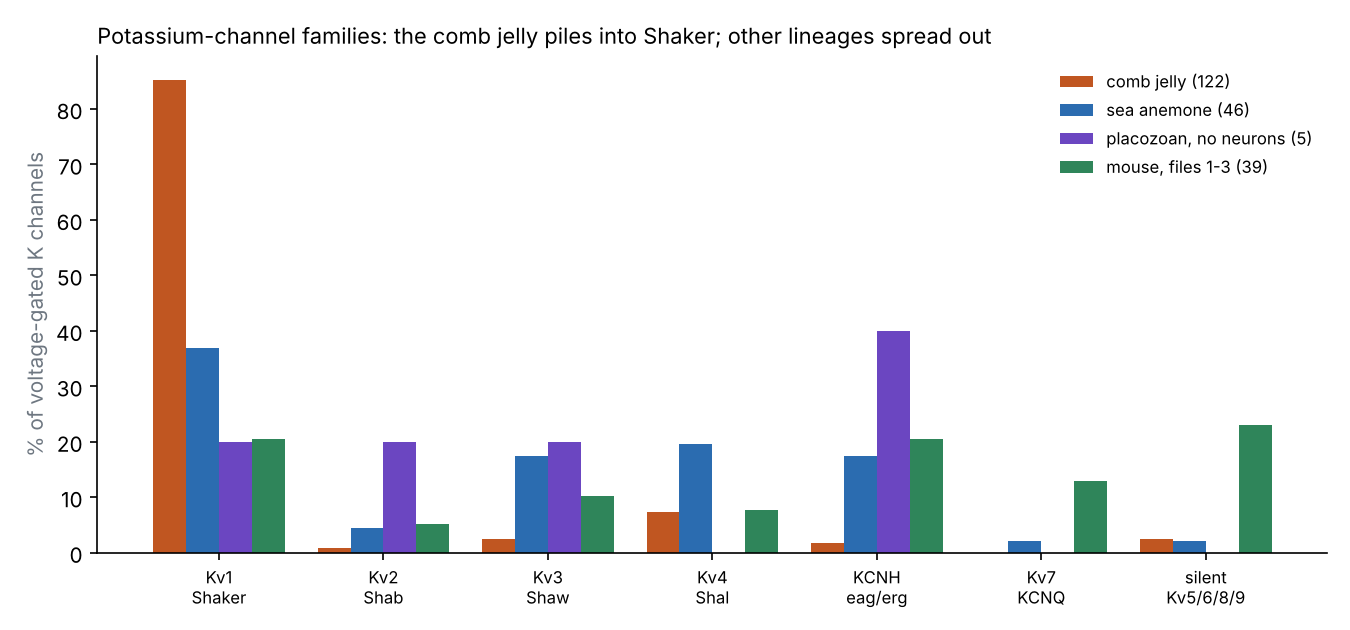 Potassium-channel families: the comb jelly piles into Shaker; other lineages spread out
comb jelly (122)
sea anemone (46)
placozoan, no neurons (5)
mouse, files 1-3 (39)
% of voltage-gated K channels
80
70
60
50
40
30
20
10
0
Kv1
Shaker
Kv2
Shab
Kv3
Shaw
Kv4
Shal
KCNH
eag/erg
Kv7
KCNQ
silent
Kv5/6/8/9